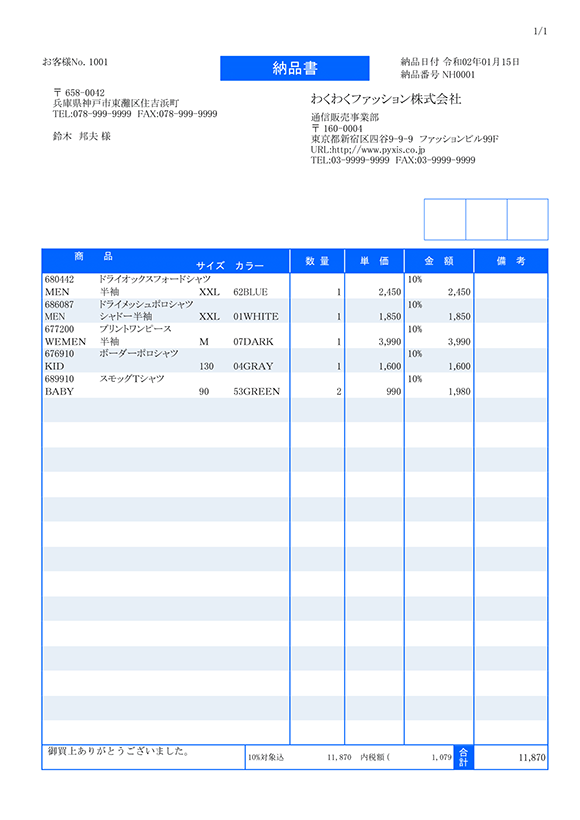 1/1
お客様No. 1001
納品書
納品日付 令和02年01月15日
納品番号 NH0001
〒 658-0042
兵庫県神戸市東灘区住吉浜町
TEL:078-999-9999 FAX:078-999-9999
鈴木 邦夫 様
わくわくファッション株式会社
通信販売事業部
〒 160-0004
東京都新宿区四谷9-9-9 ファッションビル99F
URL:http;//www.pyxis.co.jp
TEL:03-9999-9999 FAX:03-9999-9999
商 品 サイズ カラー 数 量 単 価 金 額 備 考
680442 ドライオックスフォードシャツ 10%
MEN 半袖 XXL 62BLUE 1 2,450 2,450
686087 ドライメッシュポロシャツ 10%
MEN シャドー半袖 XXL 01WHITE 1 1,850 1,850
677200 プリントワンピース 10%
WEMEN 半袖 M 07DARK 1 3,990 3,990
676910 ボーダーポロシャツ 10%
KID 130 04GRAY 1 1,600 1,600
689910 スモッグTシャツ 10%
BABY 90 53GREEN 2 990 1,980
御買上ありがとうございました。
10%対象込 11,870 内税額 ( 1,079 合計 11,870